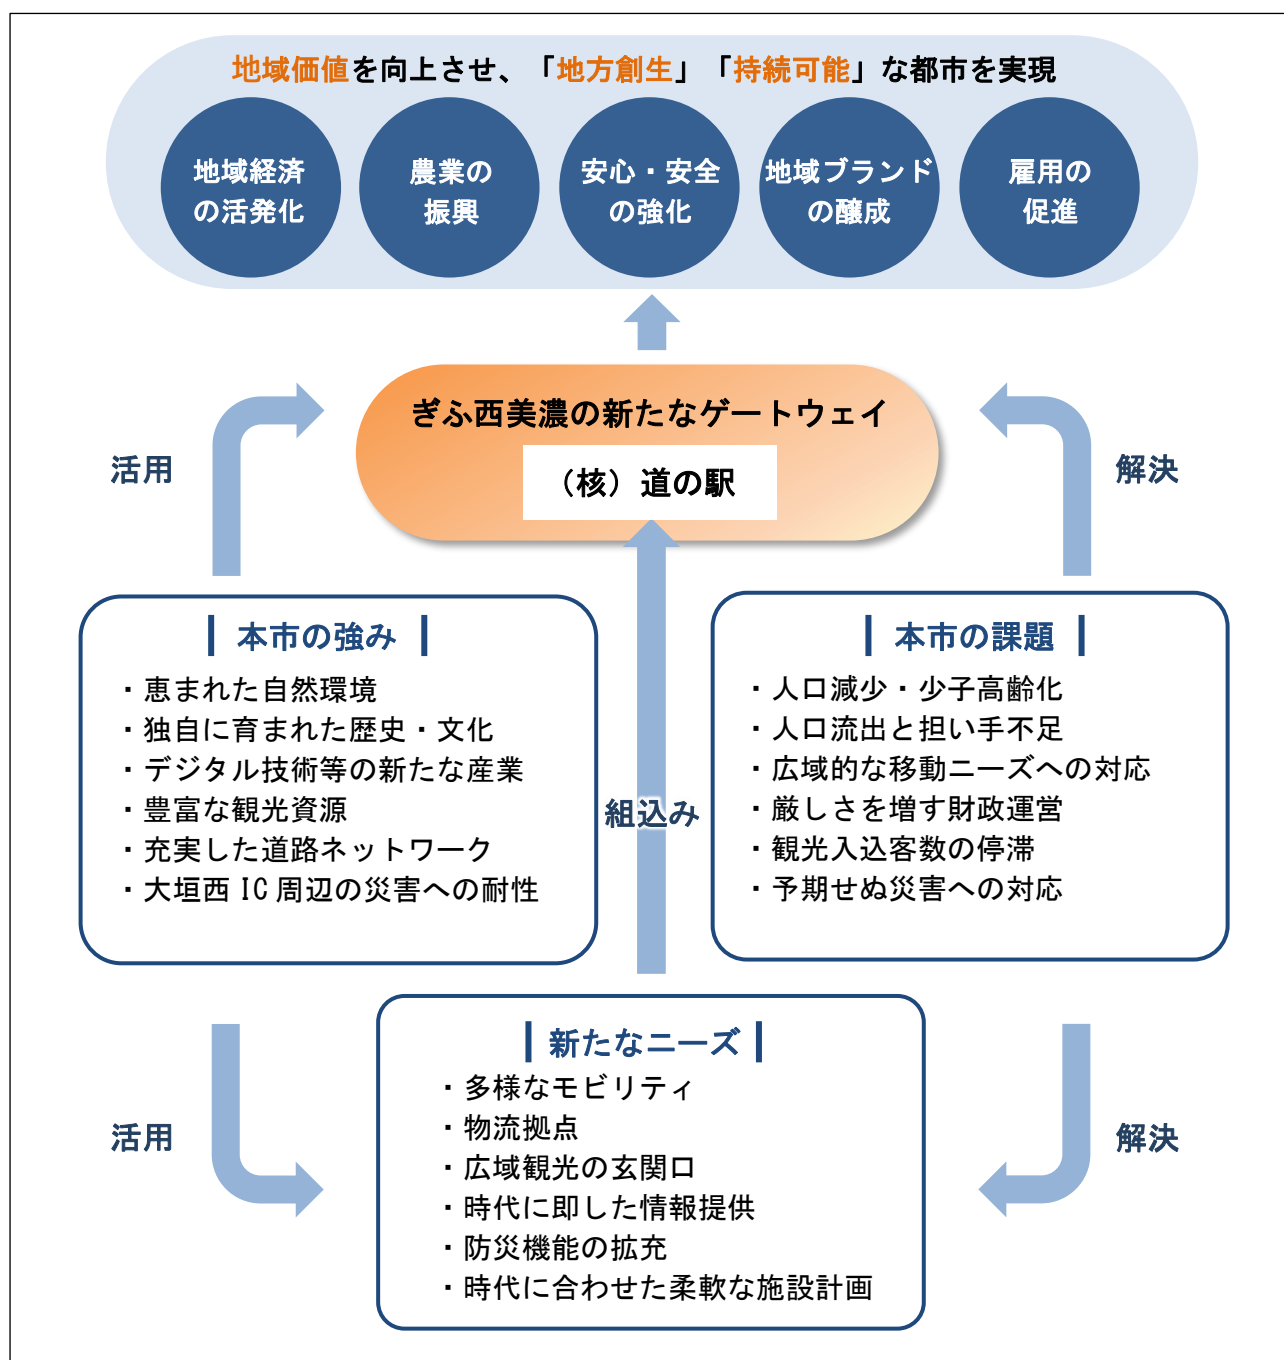 地域価値を向上させ、「地方創生」「持続可能」な都市を実現
地域経済
の活発化
農業の
振興
安心・安全
の強化
地域ブランド
の醸成
雇用の
促進
ぎふ西美濃の新たなゲートウェイ
（核）道の駅
活用
解決
本市の強み
・恵まれた自然環境
・独自に育まれた歴史・文化
・デジタル技術等の新たな産業
・豊富な観光資源
・充実した道路ネットワーク
・大垣西IC周辺の災害への耐性
組込み
本市の課題
・人口減少・少子高齢化
・人口流出と担い手不足
・広域的な移動ニーズへの対応
・厳しさを増す財政運営
・観光入込客数の停滞
・予期せぬ災害への対応
活用
解決
新たなニーズ
・多様なモビリティ
・物流拠点
・広域観光の玄関口
・時代に即した情報提供
・防災機能の拡充
・時代に合わせた柔軟な施設計画